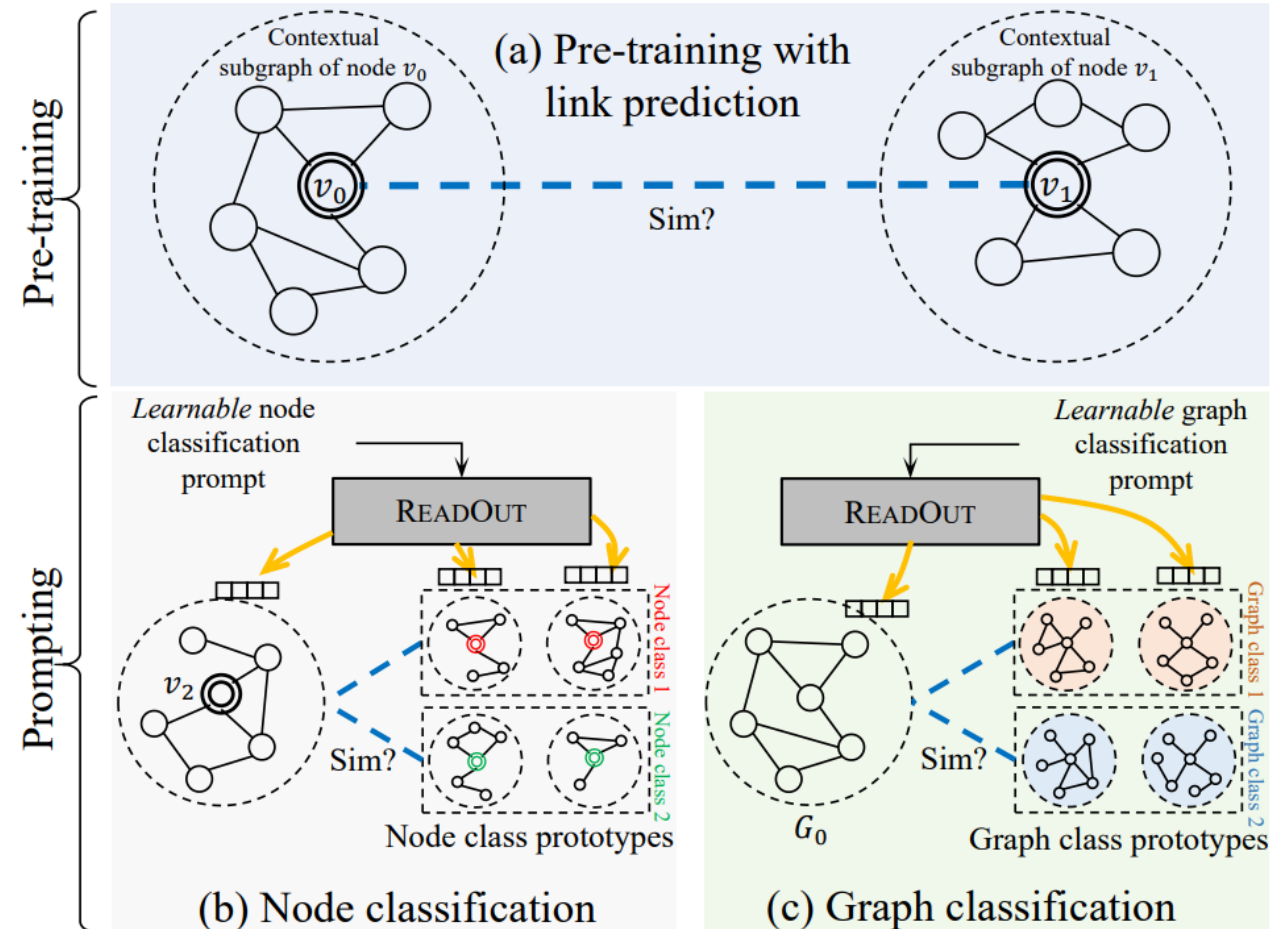 Pre-training
Contextual
subgraph of node v₀
(a) Pre-training with
link prediction
Contextual
subgraph of node v₁
v₀
v₁
Sim?
Prompting
Learnable node
classification
prompt
READOUT
v₂
Sim?
Node class 1
Node class 2
Node class prototypes
(b) Node classification
Learnable graph
classification
prompt
READOUT
G₀
Sim?
Graph class 1
Graph class 2
Graph class prototypes
(c) Graph classification